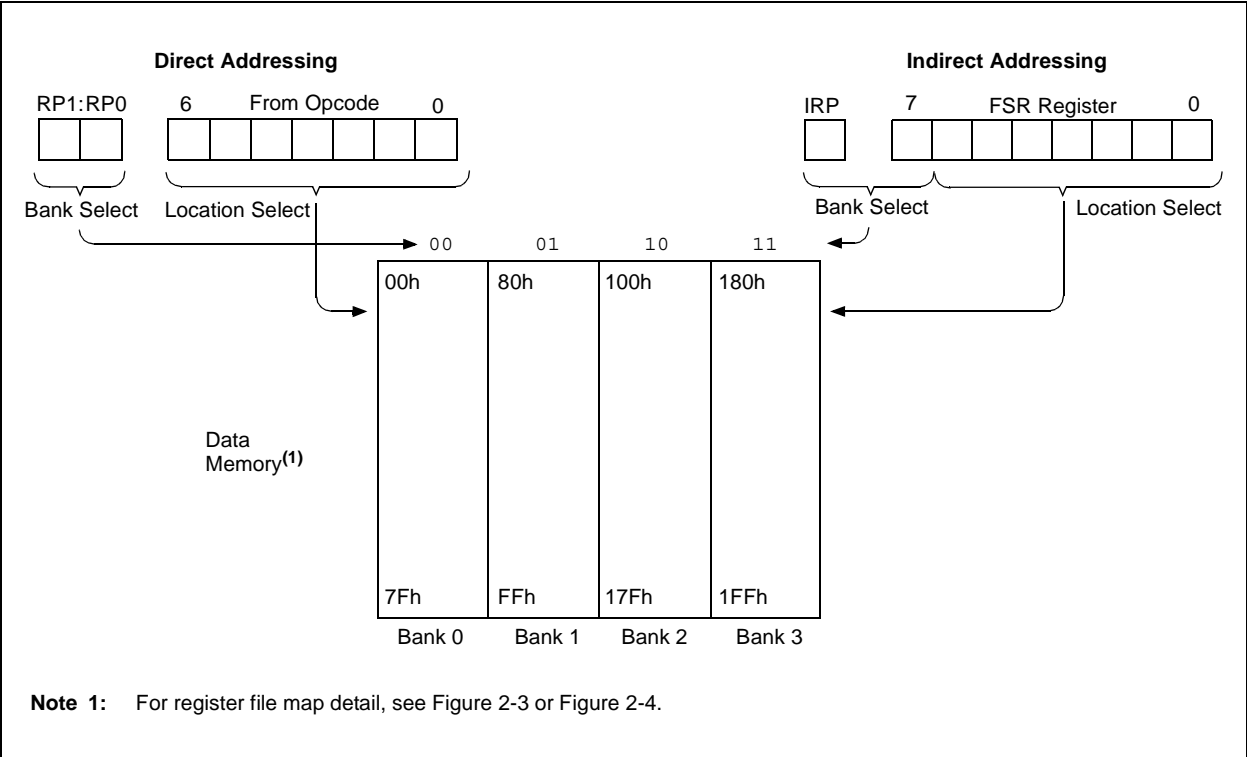 Direct Addressing Indirect Addressing
RP1:RP0 6 From Opcode 0 IRP 7 FSR Register 0
Bank Select Location Select Bank Select Location Select
00 01 10 11
00h 80h 100h 180h
Data
Memory(1)
7Fh FFh 17Fh 1FFh
Bank 0 Bank 1 Bank 2 Bank 3
Note 1: For register file map detail, see Figure 2-3 or Figure 2-4.